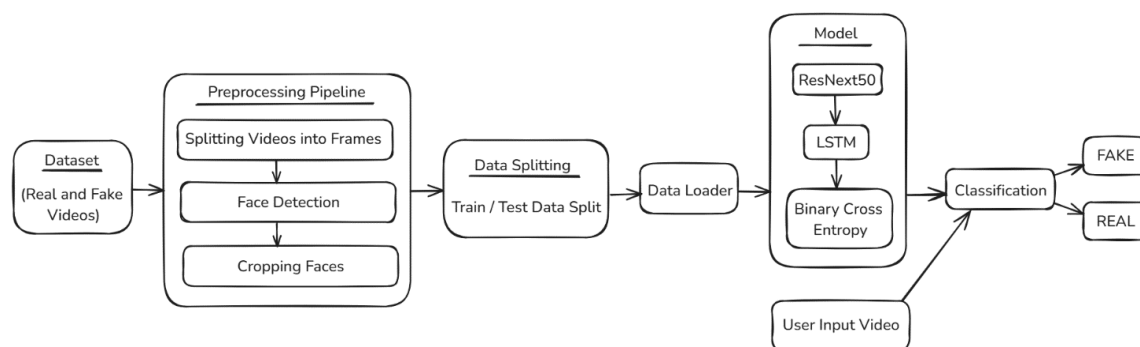 Dataset
(Real and Fake
Videos)
Preprocessing Pipeline
Splitting Videos into Frames
Face Detection
Cropping Faces
Data Splitting
Train / Test Data Split
Data Loader
Model
ResNext50
LSTM
Binary Cross
Entropy
Classification
FAKE
REAL
User Input Video